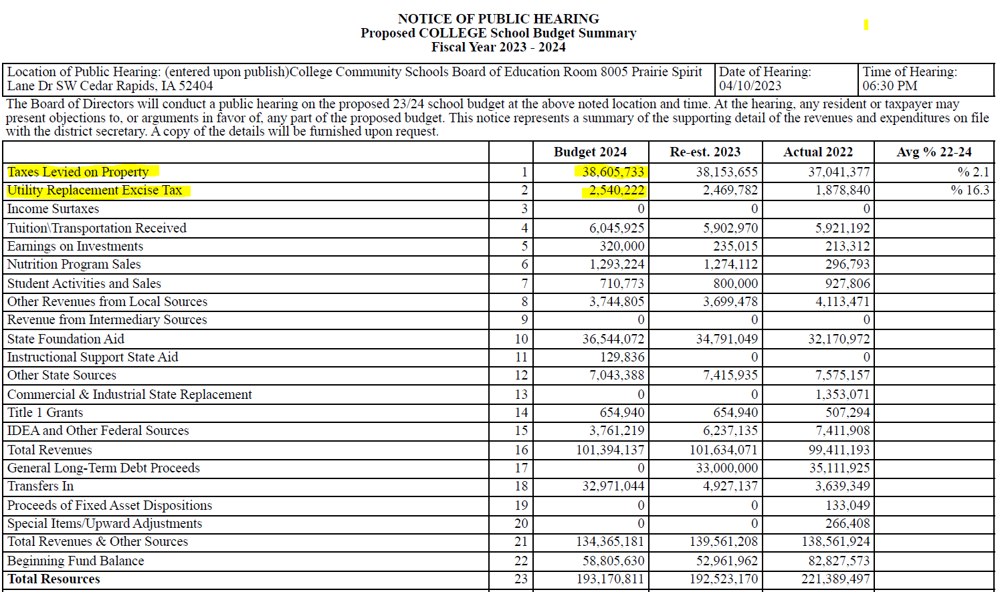 NOTICE OF PUBLIC HEARING
Proposed COLLEGE School Budget Summary
Fiscal Year 2023 - 2024
Location of Public Hearing: (entered upon publish)College Community Schools Board of Education Room 8005 Prairie Spirit Lane Dr SW Cedar Rapids, IA 52404 Date of Hearing: 04/10/2023 Time of Hearing: 06:30 PM
The Board of Directors will conduct a public hearing on the proposed 23/24 school budget at the above noted location and time. At the hearing, any resident or taxpayer may
present objections to, or arguments in favor of, any part of the proposed budget. This notice represents a summary of the supporting detail of the revenues and expenditures on file
with the district secretary. A copy of the details will be furnished upon request.
Budget 2024 Re-est. 2023 Actual 2022 Avg % 22-24
Taxes Levied on Property 1 38,605,733 38,153,655 37,041,377 % 2.1
Utility Replacement Excise Tax 2 2,540,222 2,469,782 1,878,840 % 16.3
Income Surtaxes 3 0 0 0
Tuition\Transportation Received 4 6,045,925 5,902,970 5,921,192
Earnings on Investments 5 320,000 235,015 213,312
Nutrition Program Sales 6 1,293,224 1,274,112 296,793
Student Activities and Sales 7 710,773 800,000 927,806
Other Revenues from Local Sources 8 3,744,805 3,699,478 4,113,471
Revenue from Intermediary Sources 9 0 0 0
State Foundation Aid 10 36,544,072 34,791,049 32,170,972
Instructional Support State Aid 11 129,836 0 0
Other State Sources 12 7,043,388 7,415,935 7,575,157
Commercial & Industrial State Replacement 13 0 0 1,353,071
Title 1 Grants 14 654,940 654,940 507,294
IDEA and Other Federal Sources 15 3,761,219 6,237,135 7,411,908
Total Revenues 16 101,394,137 101,634,071 99,411,193
General Long-Term Debt Proceeds 17 0 33,000,000 35,111,925
Transfers In 18 32,971,044 4,927,137 3,639,349
Proceeds of Fixed Asset Dispositions 19 0 0 133,049
Special Items/Upward Adjustments 20 0 0 266,408
Total Revenues & Other Sources 21 134,365,181 139,561,208 138,561,924
Beginning Fund Balance 22 58,805,630 52,961,962 82,827,573
Total Resources 23 193,170,811 192,523,170 221,389,497